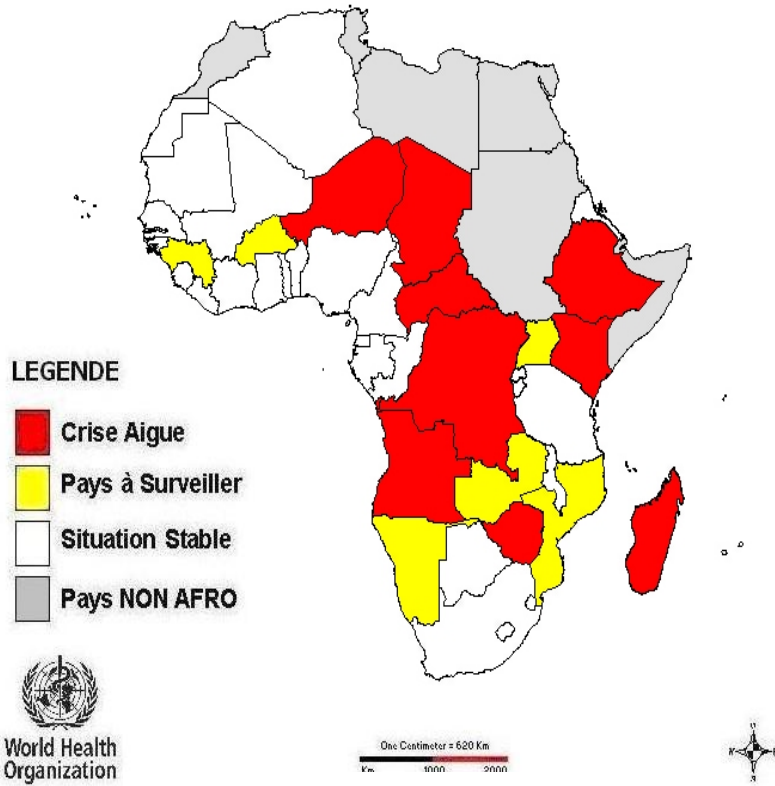 LEGENDE
Crise Aigue
Pays à Surveiller
Situation Stable
Pays NON AFRO
World Health
Organization
One Centimeter = 620 Km
Km 1000 2000